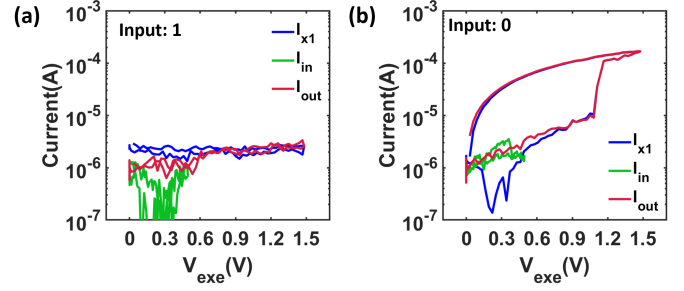 (a)
Input: 1
I_x1
I_in
I_out
Current(A)
10^-3
10^-4
10^-5
10^-6
10^-7
0 0.3 0.6 0.9 1.2 1.5
V_exe(V)
(b)
Input: 0
I_x1
I_in
I_out
Current(A)
10^-3
10^-4
10^-5
10^-6
10^-7
0 0.3 0.6 0.9 1.2 1.5
V_exe(V)